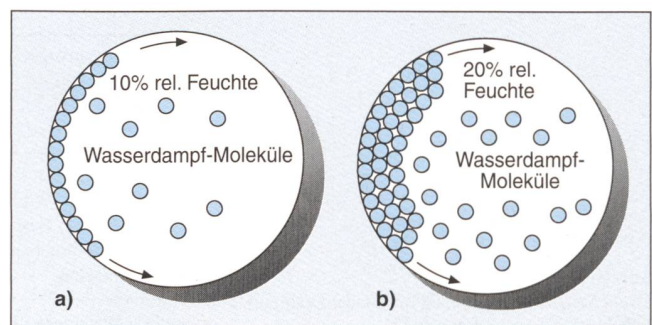 10% rel. Feuchte
Wasserdampf-Moleküle
a)
20% rel.
Feuchte
Wasserdampf-
Moleküle
b)